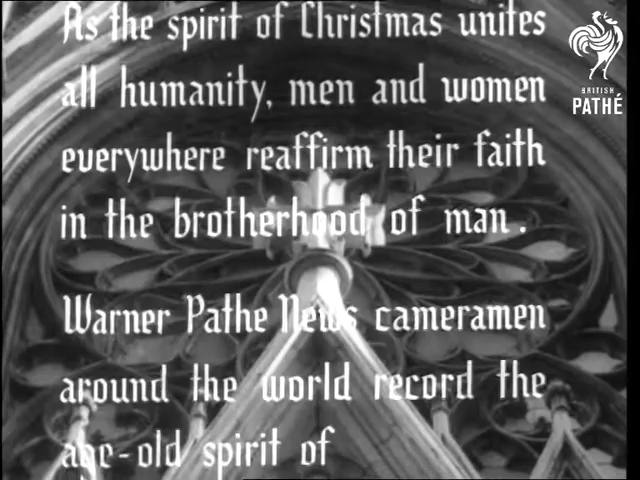 As the spirit of Christmas unites
all humanity, men and women
everywhere reaffirm their faith
in the brotherhood of man.
Warner Pathe News cameramen
around the world record the
age-old spirit of
BRITISH
PATHÉ